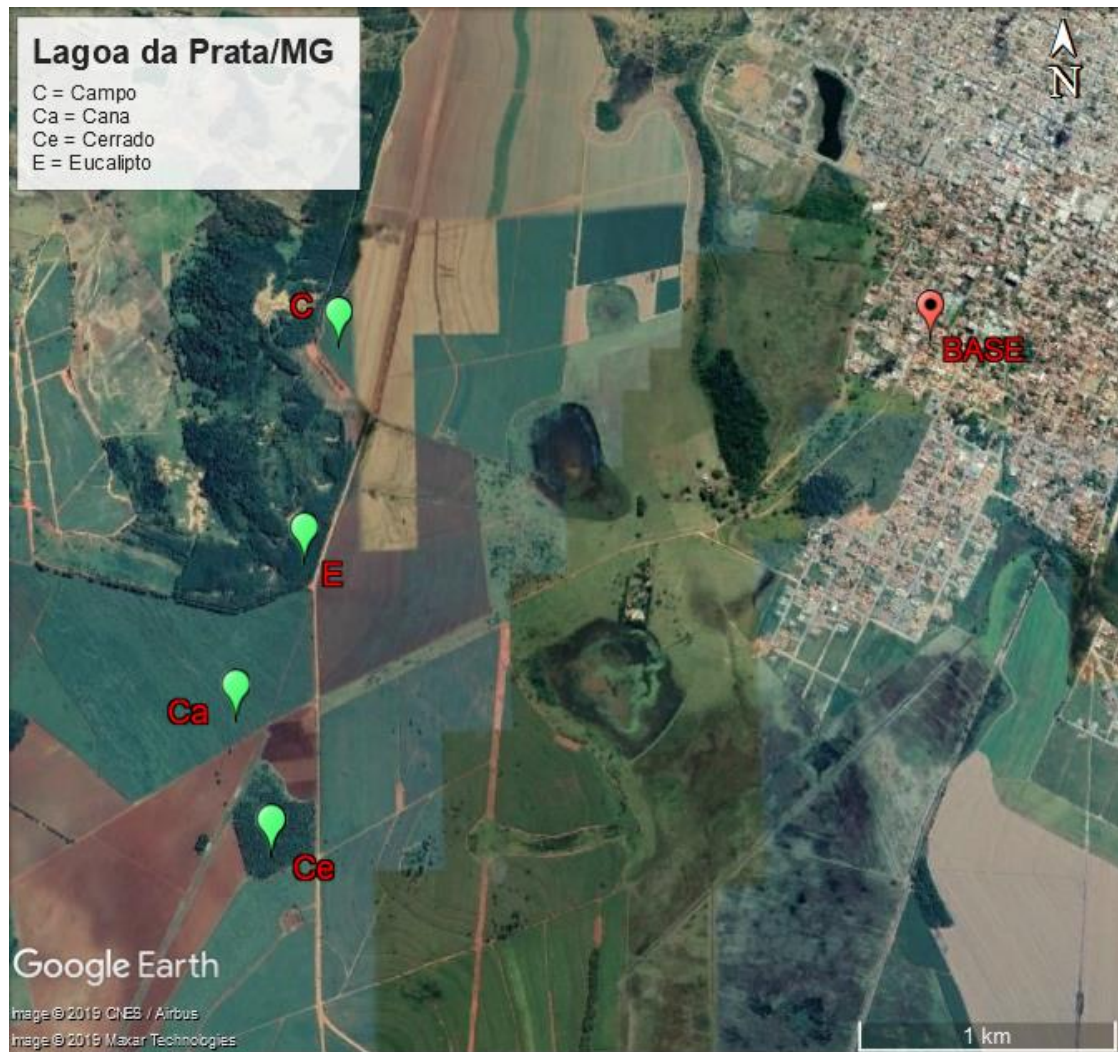 Lagoa da Prata/MG
C = Campo
Ca = Cana
Ce = Cerrado
E = Eucalipto
N
C
BASE
E
Ca
Ce
Google Earth
Image © 2019 CNES / Airbus
Image © 2019 Maxar Technologies
1 km